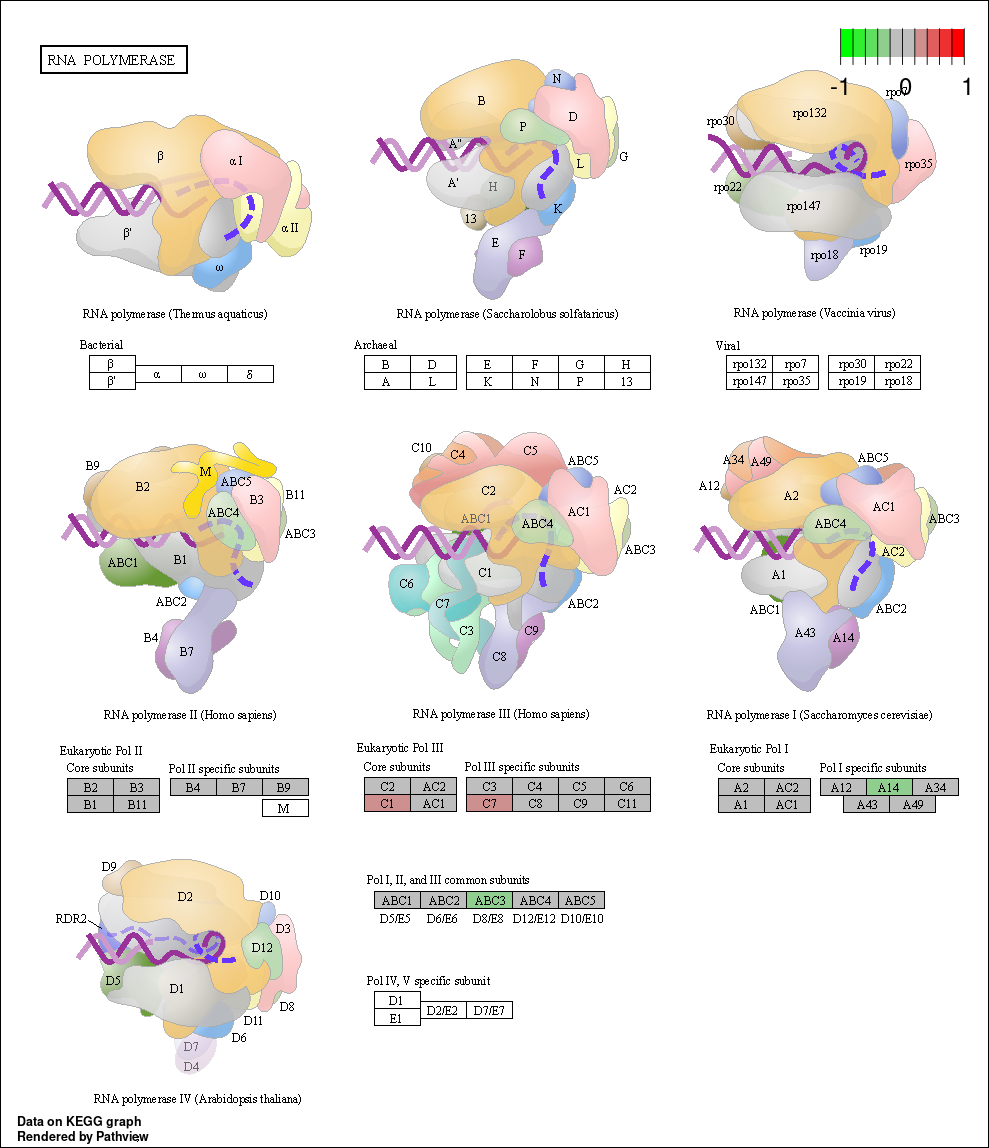 RNA POLYMERASE
-1 0 1
β
α I
α II
β'
ω
RNA polymerase (Thermus aquaticus)
N
B
D
P
A''
G
L
A'
H
K
13
E
F
RNA polymerase (Saccharolobus solfataricus)
rpo7
rpo30
rpo132
rpo35
rpo22
rpo147
rpo18
rpo19
RNA polymerase (Vaccinia virus)
Bacterial
β
β'
α ω δ
Archaeal
B D E F G H
A L K N P 13
Viral
rpo132 rpo7 rpo30 rpo22
rpo147 rpo35 rpo19 rpo18
B9
M
B2
ABC5
B3
B11
ABC4
ABC3
ABC1
B1
ABC2
B4
B7
RNA polymerase II (Homo sapiens)
C10
C4
C5
ABC5
C2
AC2
ABC1
ABC4
AC1
ABC3
C6
C1
C7
ABC2
C3
C9
C8
RNA polymerase III (Homo sapiens)
A34
A49
ABC5
A12
A2
AC1
ABC4
ABC3
AC2
A1
ABC1
ABC2
A43
A14
RNA polymerase I (Saccharomyces cerevisiae)
Eukaryotic Pol II
Core subunits Pol II specific subunits
B2 B3 B4 B7 B9
B1 B11 M
Eukaryotic Pol III
Core subunits Pol III specific subunits
C2 AC2 C3 C4 C5 C6
C1 AC1 C7 C8 C9 C11
Eukaryotic Pol I
Core subunits Pol I specific subunits
A2 AC2 A12 A14 A34
A1 AC1 A43 A49
D9
D2
D10
RDR2
D3
D12
D5
D1
D8
D11
D6
D7
D4
RNA polymerase IV (Arabidopsis thaliana)
Pol I, II, and III common subunits
ABC1 ABC2 ABC3 ABC4 ABC5
D5/E5 D6/E6 D8/E8 D12/E12 D10/E10
Pol IV, V specific subunit
D1
E1
D2/E2 D7/E7
Data on KEGG graph
Rendered by Pathview